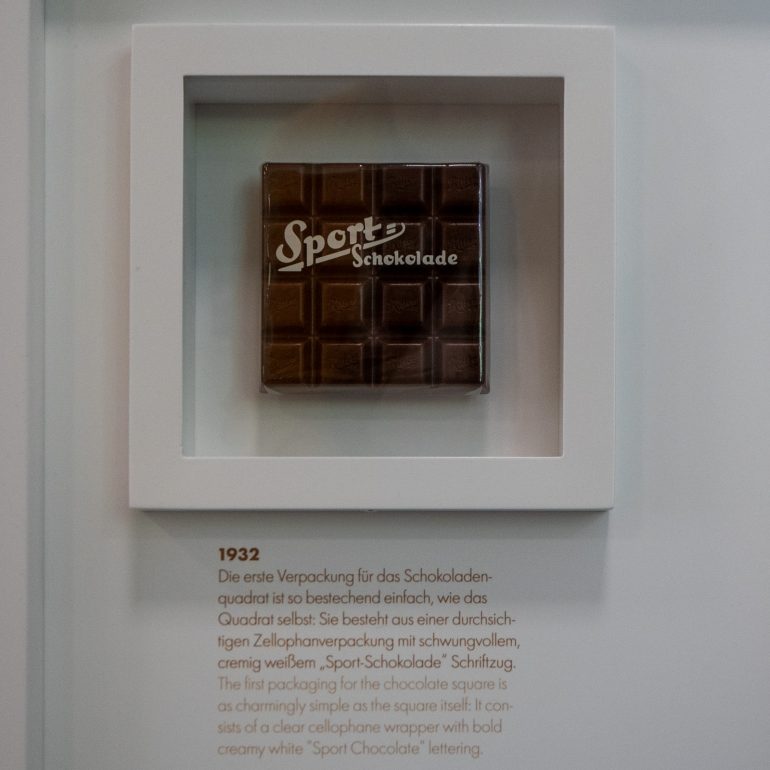 Sport=
Schokolade
1932
Die erste Verpackung für das Schokoladen-
quadrat ist so bestechend einfach, wie das
Quadrat selbst: Sie besteht aus einer durchsich-
tigen Zellophanverpackung mit schwungvollem,
cremig weißem „Sport-Schokolade“ Schriftzug.
The first packaging for the chocolate square is
as charmingly simple as the square itself: It con-
sists of a clear cellophane wrapper with bold
creamy white “Sport Chocolate” lettering.